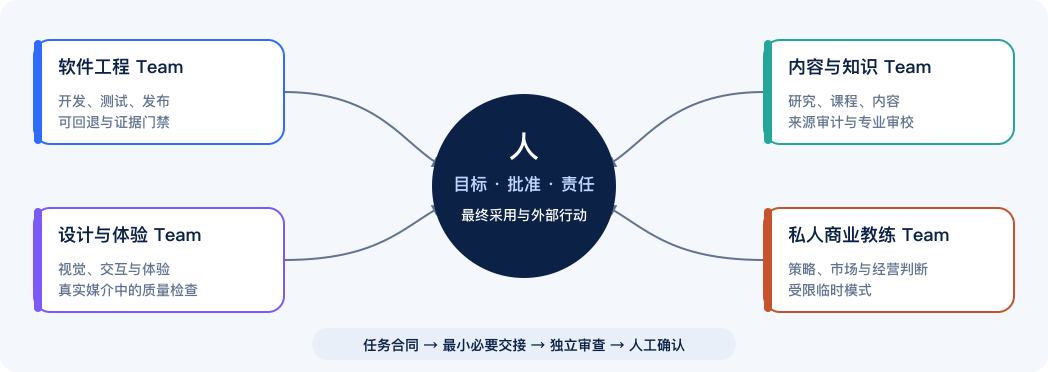 软件工程 Team
开发、测试、发布
可回退与证据门禁
内容与知识 Team
研究、课程、内容
来源审计与专业审校
人
目标 · 批准 · 责任
最终采用与外部行动
设计与体验 Team
视觉、交互与体验
真实媒介中的质量检查
私人商业教练 Team
策略、市场与经营判断
受限临时模式
任务合同 → 最小必要交接 → 独立审查 → 人工确认